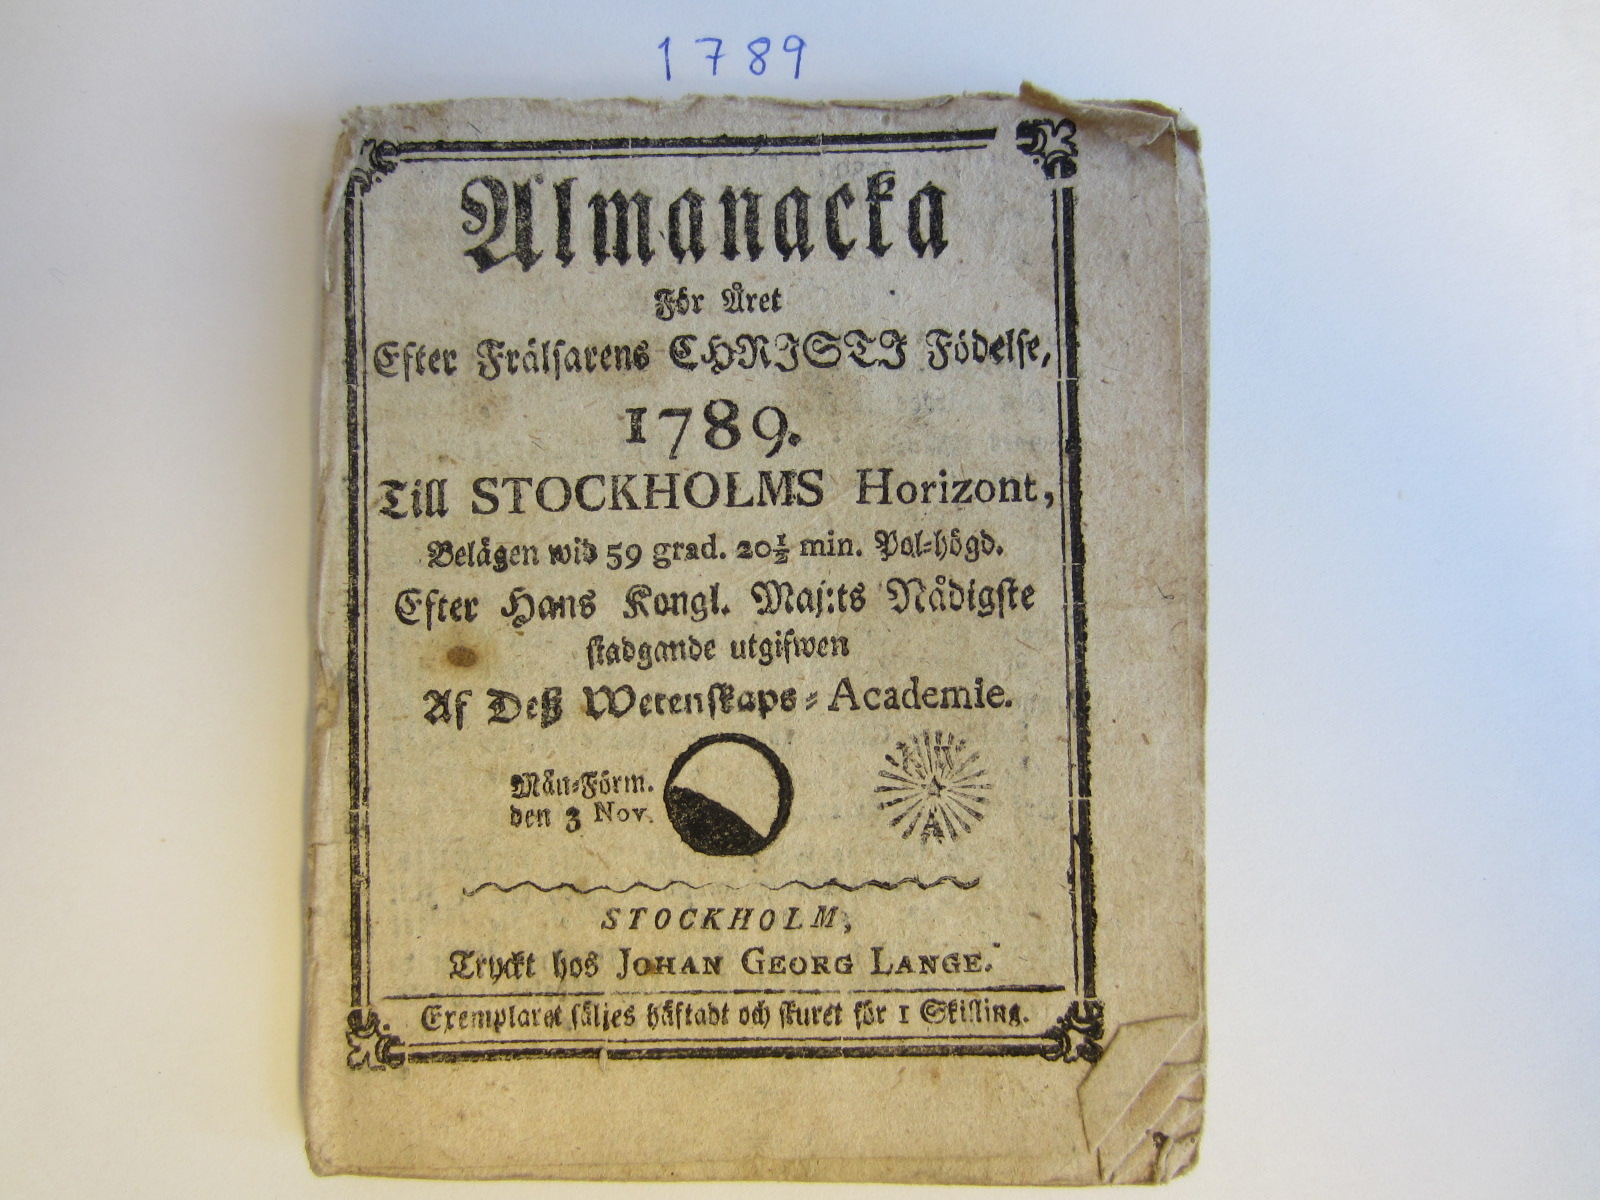 1789
Almanacka
För Året
Efter Frälsarens CHRISTI Födelse,
1789.
Till STOCKHOLMS Horizont,
Belägen wid 59 grad. 20½ min. Pol-högd.
Efter Hans Kongl. Maj:ts Nådigste
stadgande utgifwen
Af Deß Wetenskaps-Academie.
Mån-Förm.
den 3 Nov.
STOCKHOLM,
Tryckt hos JOHAN GEORG LANGE.
Exemplaret säljes häftadt och skuret för 1 Skilling.